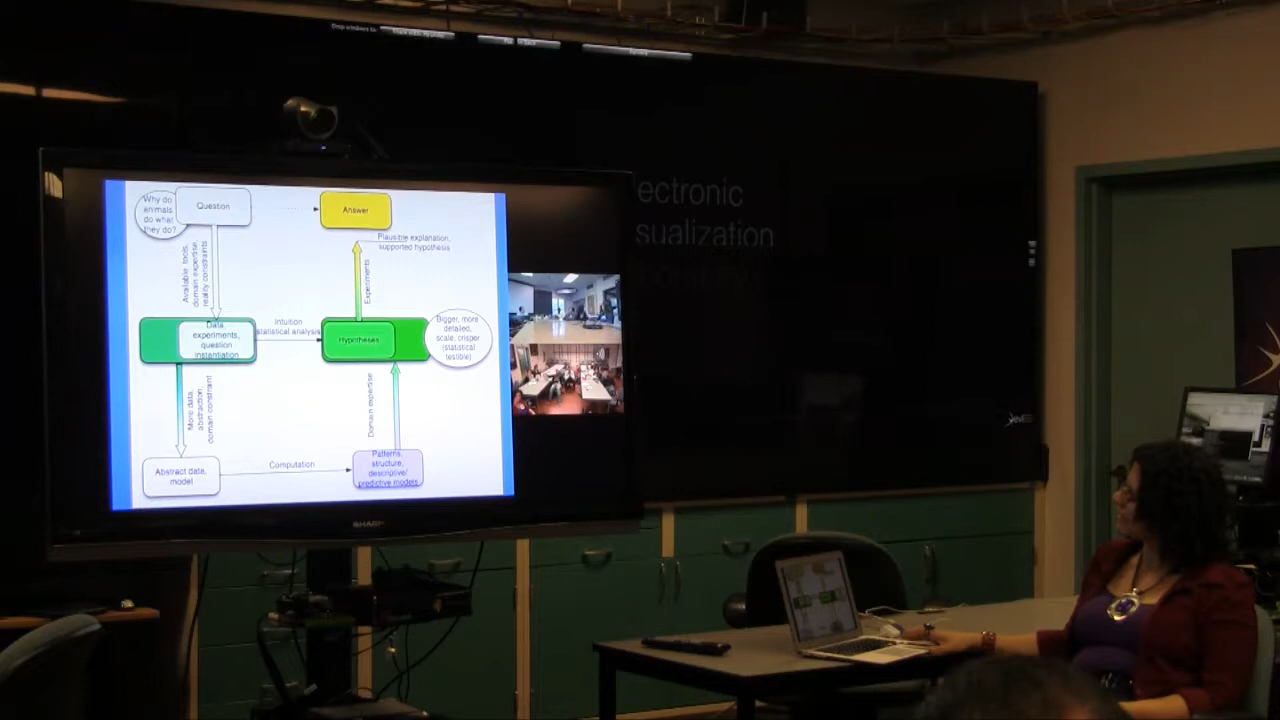 Why do
animals
do what
they do?
Question
Answer
Available tools,
domain expertise,
reality constraints
Plausible explanation,
supported hypothesis
Experiments
Data,
experiments,
question
instantiation
Intuition
statistical analysis
Hypotheses
Bigger, more
detailed,
scale, crisper
(statistical
testible)
More data,
abstraction
domain constraint
Domain expertise
Abstract data,
model
Computation
Patterns,
structure,
descriptive/
predictive models
SHARP
ectronic
sualization